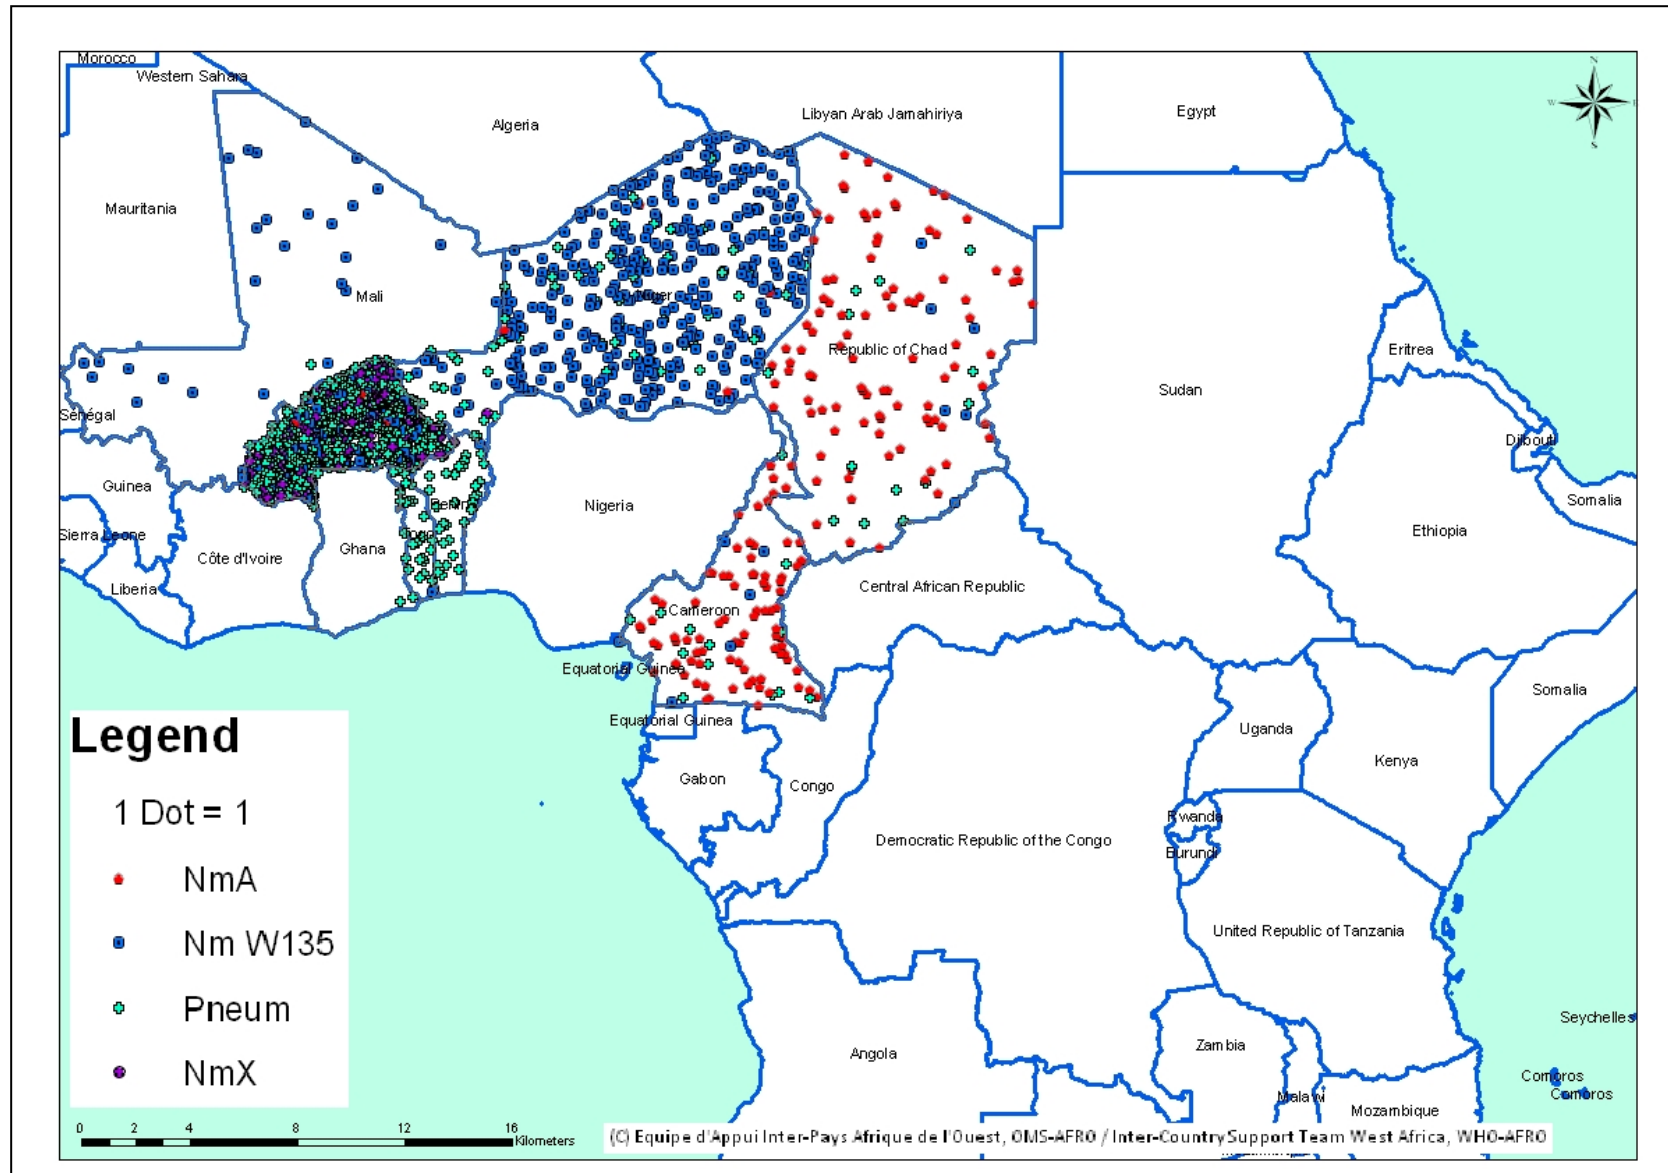 Morocco
Western Sahara
Algeria
Libyan Arab Jamahiriya
Egypt
N
W
E
S
Mauritania
Mali
Niger
Republic of Chad
Sudan
Eritrea
Sénégal
Djibouti
Guinea
Benin
Nigeria
Somalia
Sierra Leone
Togo
Côte d'Ivoire
Ghana
Ethiopia
Liberia
Central African Republic
Cameroon
Equatorial Guinea
Somalia
Equatorial Guinea
Uganda
Kenya
Gabon
Congo
Rwanda
Democratic Republic of the Congo
Burundi
United Republic of Tanzania
Seychelles
Angola
Zambia
Comoros
Comoros
Malawi
Mozambique
Legend
1 Dot = 1
NmA
Nm W135
Pneum
NmX
0 2 4 8 12 16
Kilometers
(C) Equipe d'Appui Inter-Pays Afrique de l'Ouest, OMS-AFRO / Inter-Country Support Team West Africa, WHO-AFRO